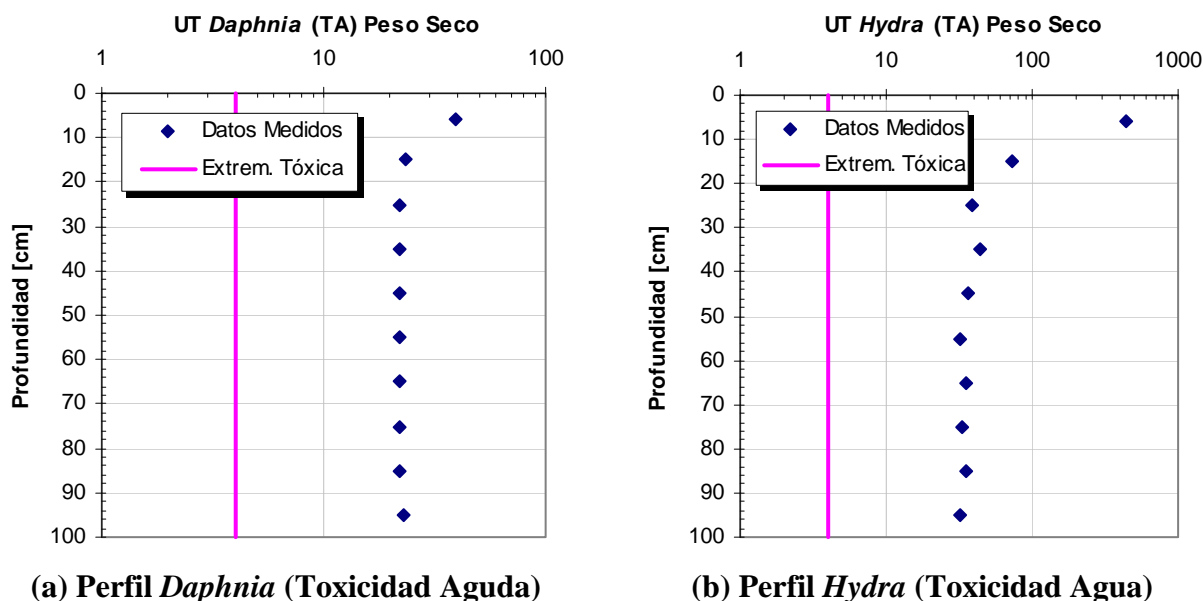 UT Daphnia (TA) Peso Seco
1 10 100
0
10
20
30
40
50
60
70
80
90
100
Profundidad [cm]
Datos Medidos
Extrem. Tóxica
(a) Perfil Daphnia (Toxicidad Aguda)
UT Hydra (TA) Peso Seco
1 10 100 1000
0
10
20
30
40
50
60
70
80
90
100
Profundidad [cm]
Datos Medidos
Extrem. Tóxica
(b) Perfil Hydra (Toxicidad Agua)